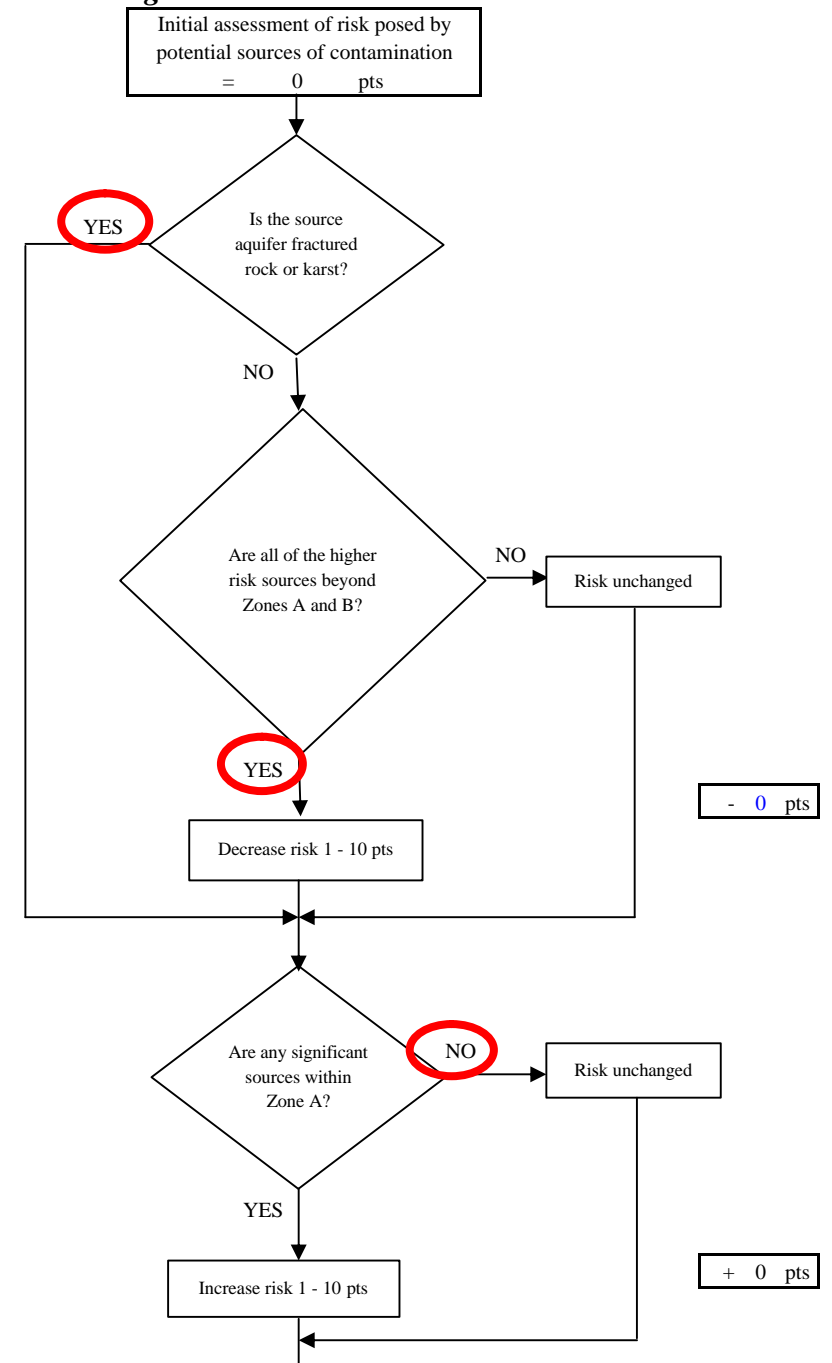 Initial assessment of risk posed by
potential sources of contamination
= 0 pts
YES
Is the source
aquifer fractured
rock or karst?
NO
Are all of the higher
risk sources beyond
Zones A and B?
NO
Risk unchanged
YES
- 0 pts
Decrease risk 1 - 10 pts
Are any significant
sources within
Zone A?
NO
Risk unchanged
YES
+ 0 pts
Increase risk 1 - 10 pts